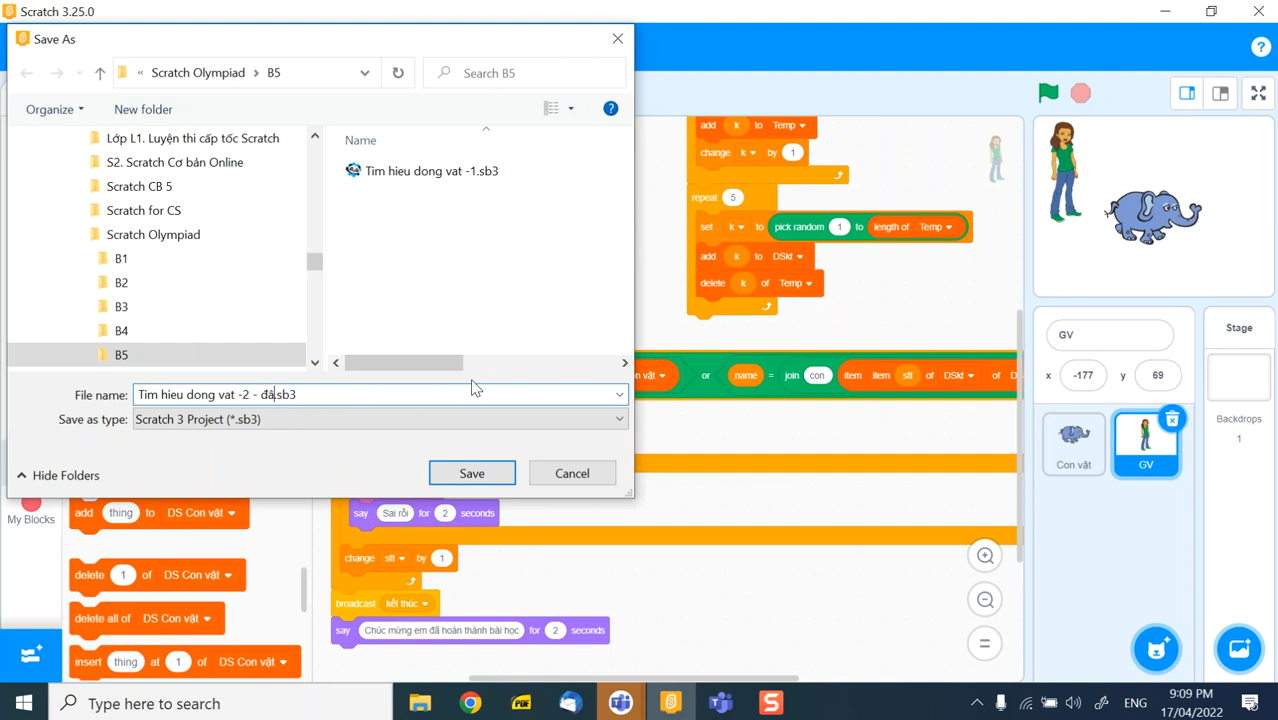 Scratch 3.25.0
Save As
« Scratch Olympiad > B5
Search B5
Organize
New folder
Lớp L1. Luyện thi cấp tốc Scratch
S2. Scratch Cơ bản Online
Scratch CB 5
Scratch for CS
Scratch Olympiad
B1
B2
B3
B4
B5
Name
Tim hieu dong vat -1.sb3
File name: Tim hieu dong vat -2 - đâ.sb3
Save as type: Scratch 3 Project (*.sb3)
Hide Folders
Save
Cancel
My Blocks
add thing to DS Con vật
delete 1 of DS Con vật
delete all of DS Con vật
insert thing at 1 of DS Con vật
add k to Temp
change k by 1
repeat 5
set k to pick random 1 to length of Temp
add k to DSkt
delete k of Temp
or name = join con item item stt of DSkt of
say Sai rồi for 2 seconds
change stt by 1
broadcast kết thúc
say Chúc mừng em đã hoàn thành bài học for 2 seconds
GV
x -177 y 69
Con vật
GV
Stage
Backdrops
1
Type here to search
PDF
ENG
9:09 PM
17/04/2022